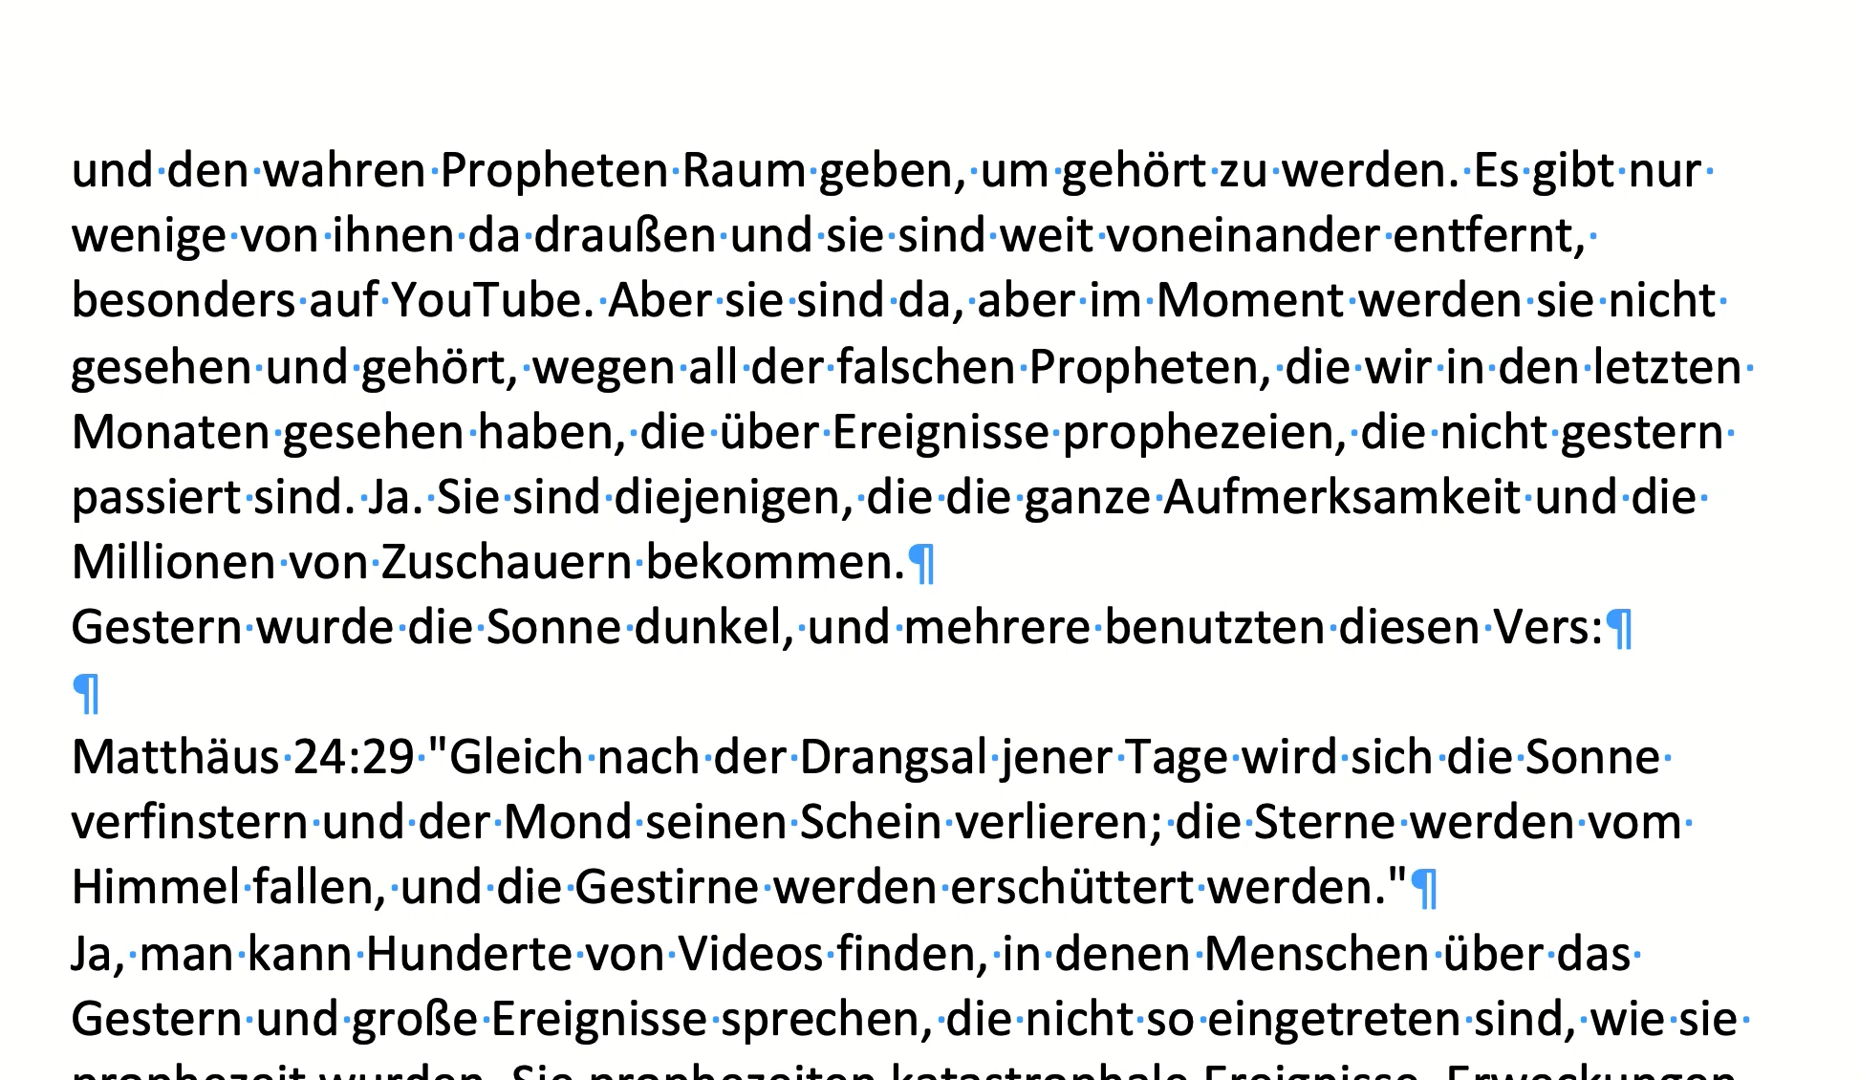 und den wahren Propheten Raum geben, um gehört zu werden. Es gibt nur
wenige von ihnen da draußen und sie sind weit voneinander entfernt,
besonders auf YouTube. Aber sie sind da, aber im Moment werden sie nicht
gesehen und gehört, wegen all der falschen Propheten, die wir in den letzten
Monaten gesehen haben, die über Ereignisse prophezeien, die nicht gestern
passiert sind. Ja. Sie sind diejenigen, die die ganze Aufmerksamkeit und die
Millionen von Zuschauern bekommen.¶
Gestern wurde die Sonne dunkel, und mehrere benutzten diesen Vers:¶
¶
Matthäus 24:29 "Gleich nach der Drangsal jener Tage wird sich die Sonne
verfinstern und der Mond seinen Schein verlieren; die Sterne werden vom
Himmel fallen, und die Gestirne werden erschüttert werden."¶
Ja, man kann Hunderte von Videos finden, in denen Menschen über das
Gestern und große Ereignisse sprechen, die nicht so eingetreten sind, wie sie
prophezeit wurden. Sie prophezeiten katastrophale Ereignisse, Erweckungen